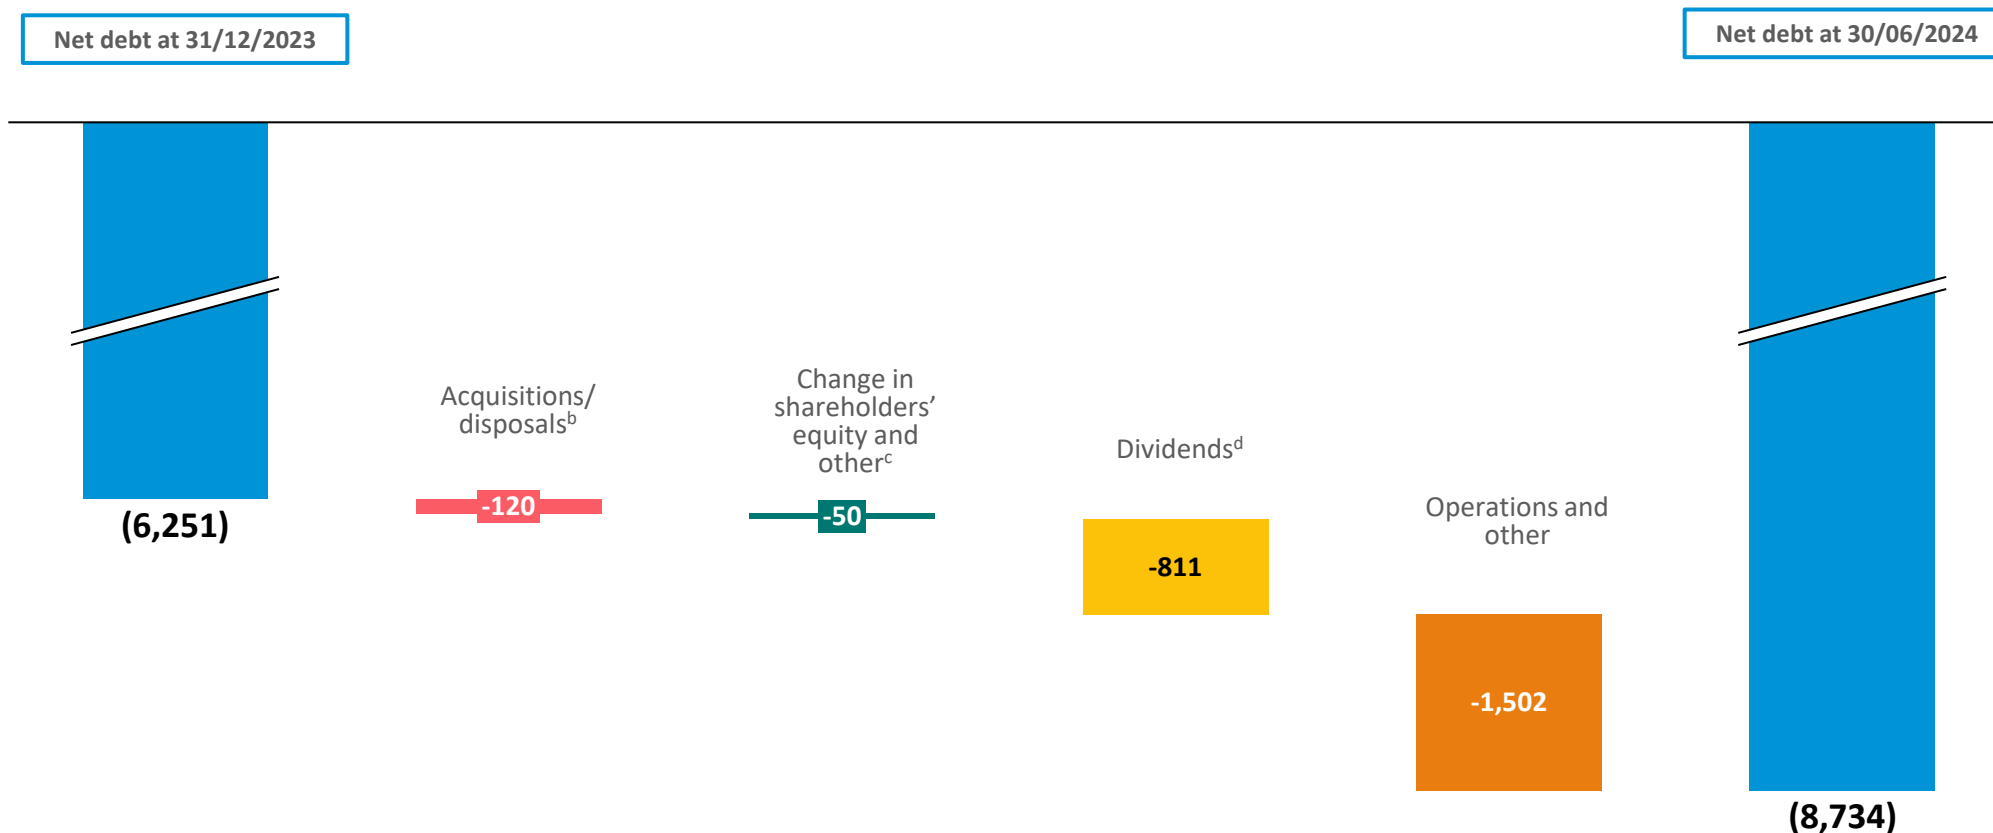 Net debt at 31/12/2023
Net debt at 30/06/2024
(6,251)
Acquisitions/
disposalsᵇ
-120
Change in
shareholders’
equity and
otherᶜ
-50
Dividendsᵈ
-811
Operations and
other
-1,502
(8,734)